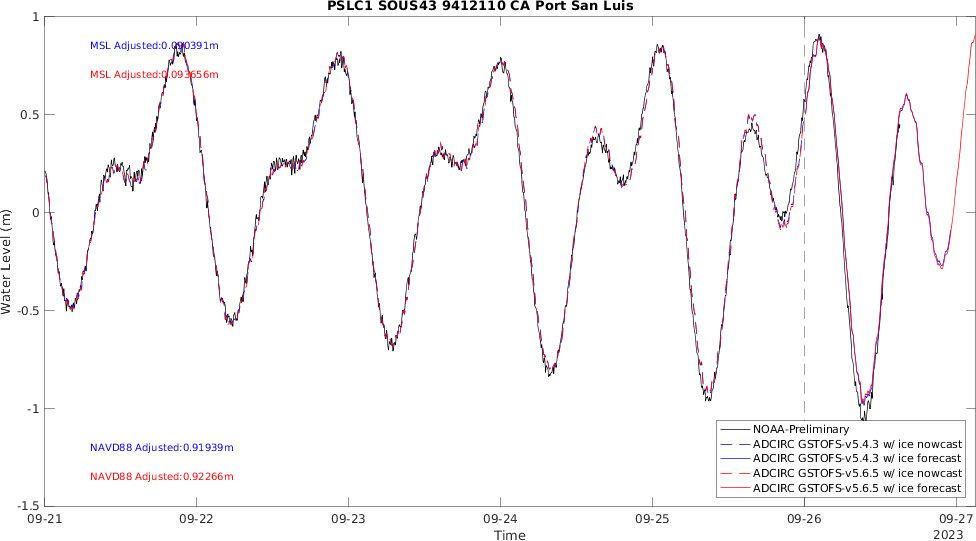 PSLC1 SOUS43 9412110 CA Port San Luis
MSL Adjusted:0.090391m
MSL Adjusted:0.093656m
NAVD88 Adjusted:0.91939m
NAVD88 Adjusted:0.92266m
Water Level (m)
1
0.5
0
-0.5
-1
-1.5
NOAA-Preliminary
ADCIRC GSTOFS-v5.4.3 w/ ice nowcast
ADCIRC GSTOFS-v5.4.3 w/ ice forecast
ADCIRC GSTOFS-v5.6.5 w/ ice nowcast
ADCIRC GSTOFS-v5.6.5 w/ ice forecast
09-21 09-22 09-23 09-24 09-25 09-26 09-27
Time
2023